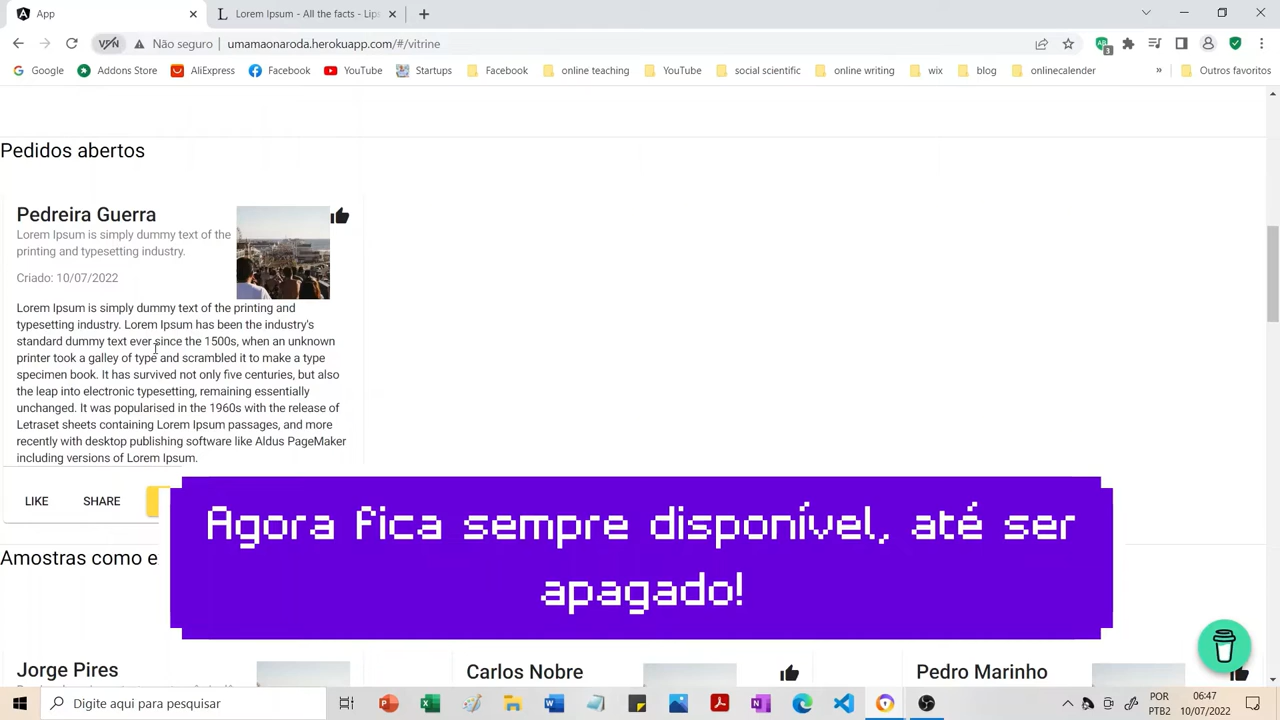 App
Lorem Ipsum - All the facts - Lip
VPN
Não seguro
umamaonaroda.herokuapp.com/#/vitrine
3
Google
Addons Store
AliExpress
Facebook
YouTube
Startups
Facebook
online teaching
YouTube
social scientific
online writing
wix
blog
onlinecalender
»
Outros favoritos
Pedidos abertos
Pedreira Guerra
Lorem Ipsum is simply dummy text of the
printing and typesetting industry.
Criado: 10/07/2022
Lorem Ipsum is simply dummy text of the printing and
typesetting industry. Lorem Ipsum has been the industry's
standard dummy text ever since the 1500s, when an unknown
printer took a galley of type and scrambled it to make a type
specimen book. It has survived not only five centuries, but also
the leap into electronic typesetting, remaining essentially
unchanged. It was popularised in the 1960s with the release of
Letraset sheets containing Lorem Ipsum passages, and more
recently with desktop publishing software like Aldus PageMaker
including versions of Lorem Ipsum.
LIKE
SHARE
Agora fica sempre disponível, até ser
apagado!
Amostras como e
Jorge Pires
Carlos Nobre
Pedro Marinho
Digite aqui para pesquisar
POR
PTB2
06:47
10/07/2022